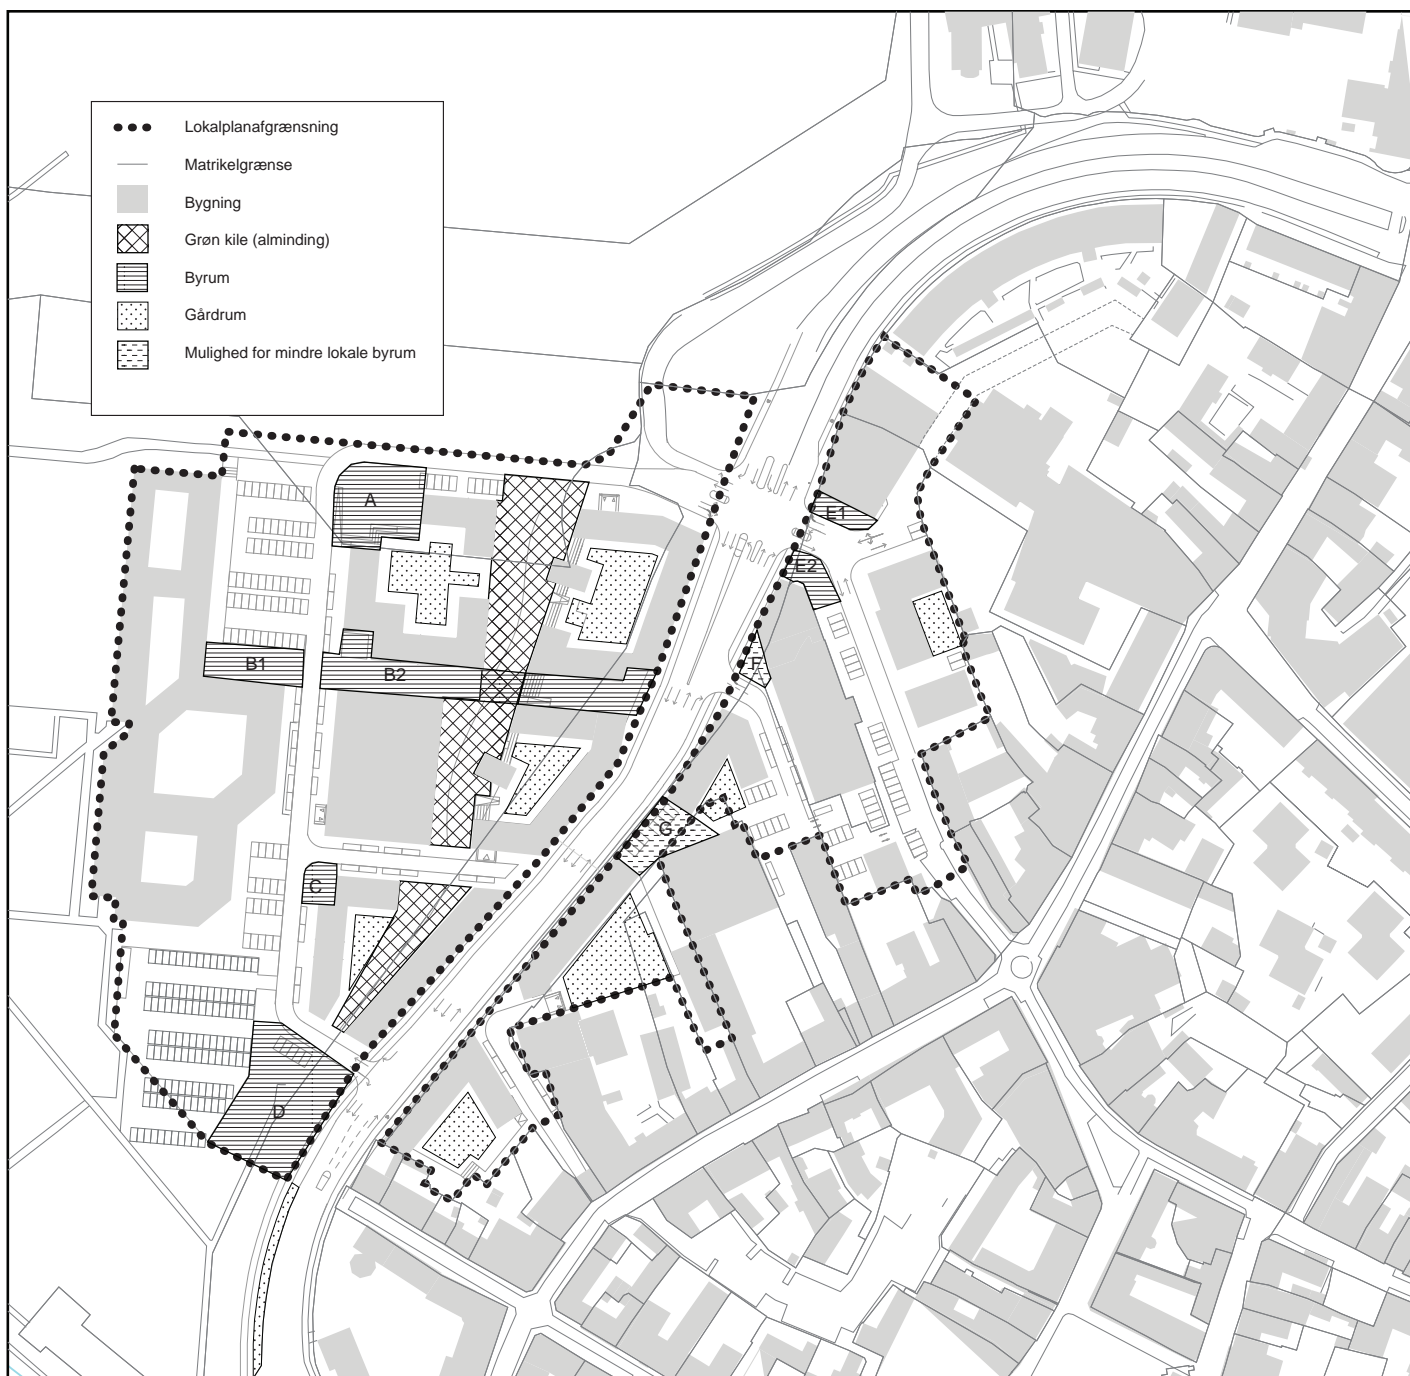 Lokalplanafgrænsning
Matrikelgrænse
Bygning
Grøn kile (alminding)
Byrum
Gårdrum
Mulighed for mindre lokale byrum
A
E1
E2
F
B1
B2
G
C
D